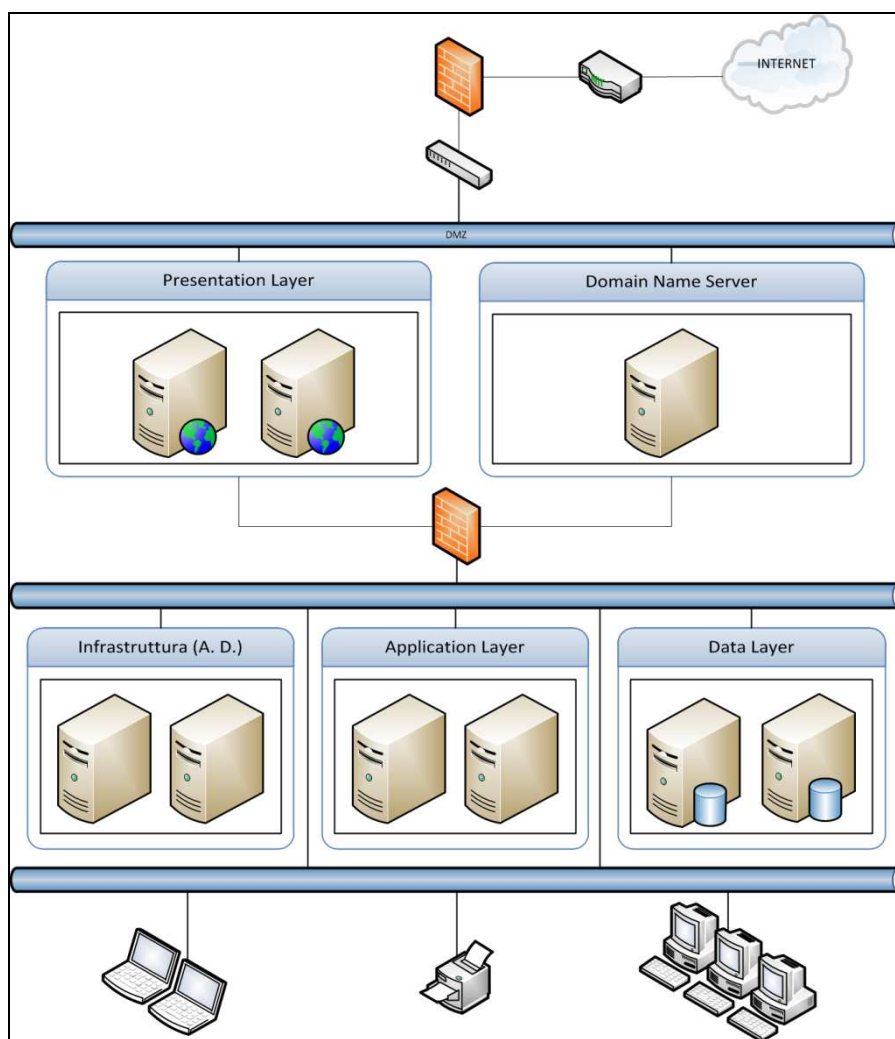 INTERNET
DMZ
Presentation Layer
Domain Name Server
Infrastruttura (A. D.)
Application Layer
Data Layer